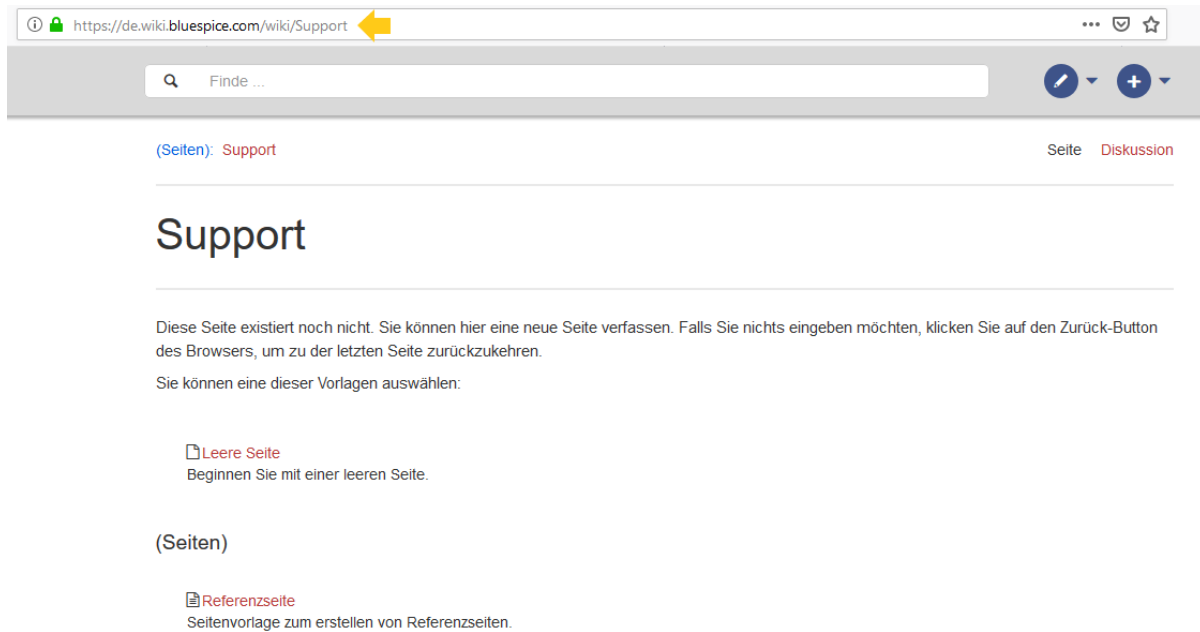 https://de.wiki.bluespice.com/wiki/Support
Finde ...
(Seiten): Support
Seite Diskussion
Support
Diese Seite existiert noch nicht. Sie können hier eine neue Seite verfassen. Falls Sie nichts eingeben möchten, klicken Sie auf den Zurück-Button
des Browsers, um zu der letzten Seite zurückzukehren.
Sie können eine dieser Vorlagen auswählen:
Leere Seite
Beginnen Sie mit einer leeren Seite.
(Seiten)
Referenzseite
Seitenvorlage zum erstellen von Referenzseiten.